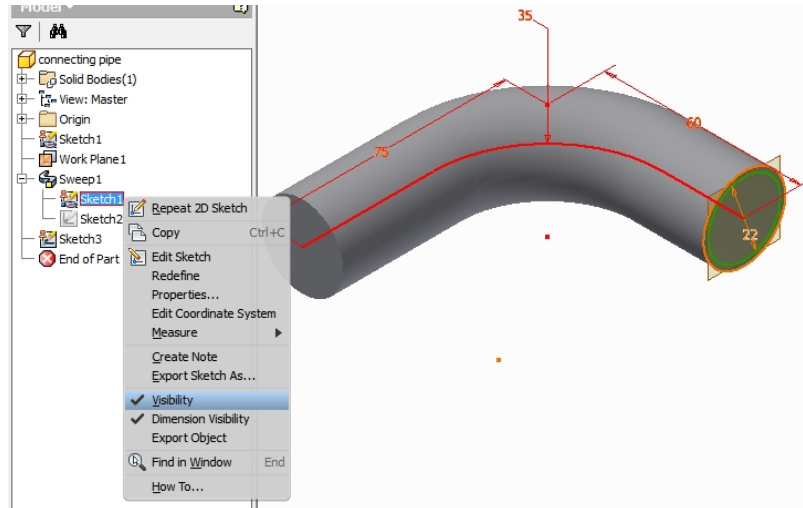 Model
connecting pipe
Solid Bodies(1)
View: Master
Origin
Sketch1
Work Plane1
Sweep1
Sketch1
Sketch2
Sketch3
End of Part
Repeat 2D Sketch
Copy Ctrl+C
Edit Sketch
Redefine
Properties...
Edit Coordinate System
Measure
Create Note
Export Sketch As...
Visibility
Dimension Visibility
Export Object
Find in Window End
How To...
35
60
75
22